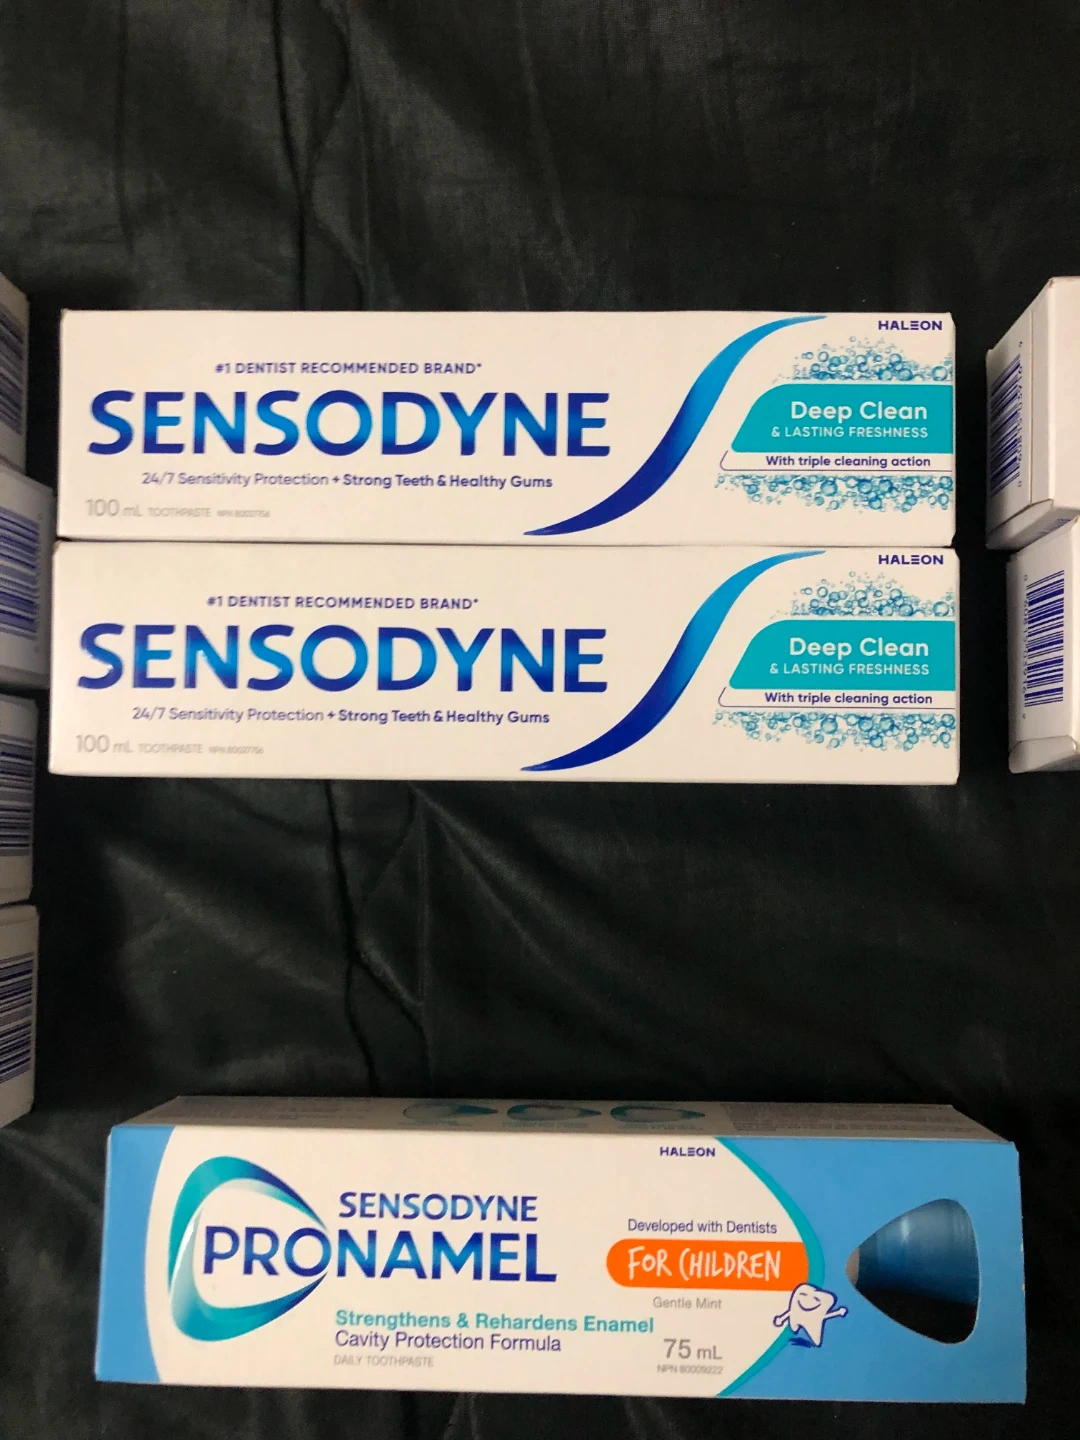 HALEON
#1 DENTIST RECOMMENDED BRAND*
SENSODYNE
Deep Clean
& LASTING FRESHNESS
With triple cleaning action
24/7 Sensitivity Protection + Strong Teeth & Healthy Gums
100 mL TOOTHPASTE
HALEON
#1 DENTIST RECOMMENDED BRAND*
SENSODYNE
Deep Clean
& LASTING FRESHNESS
With triple cleaning action
24/7 Sensitivity Protection + Strong Teeth & Healthy Gums
100 mL TOOTHPASTE
HALEON
SENSODYNE
PRONAMEL
Developed with Dentists
FOR CHILDREN
Gentle Mint
Strengthens & Rehardens Enamel
Cavity Protection Formula
DAILY TOOTHPASTE
75 mL
NPN 80009222